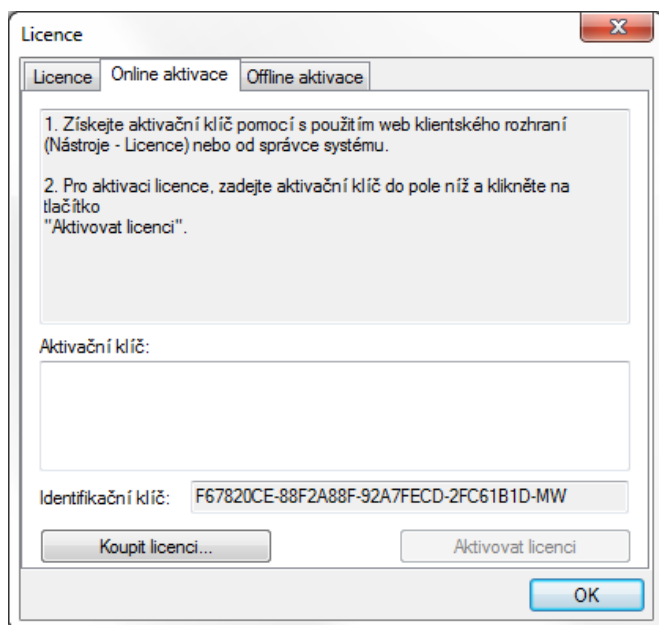 Licence
Licence Online aktivace Offline aktivace
1. Získejte aktivační klíč pomocí s použitím web klientského rozhraní
(Nástroje - Licence) nebo od správce systému.
2. Pro aktivaci licence, zadejte aktivační klíč do pole níž a klikněte na
tlačítko
"Aktivovat licenci".
Aktivační klíč:
Identifikační klíč: F67820CE-88F2A88F-92A7FECD-2FC61B1D-MW
Koupit licenci... Aktivovat licenci
OK